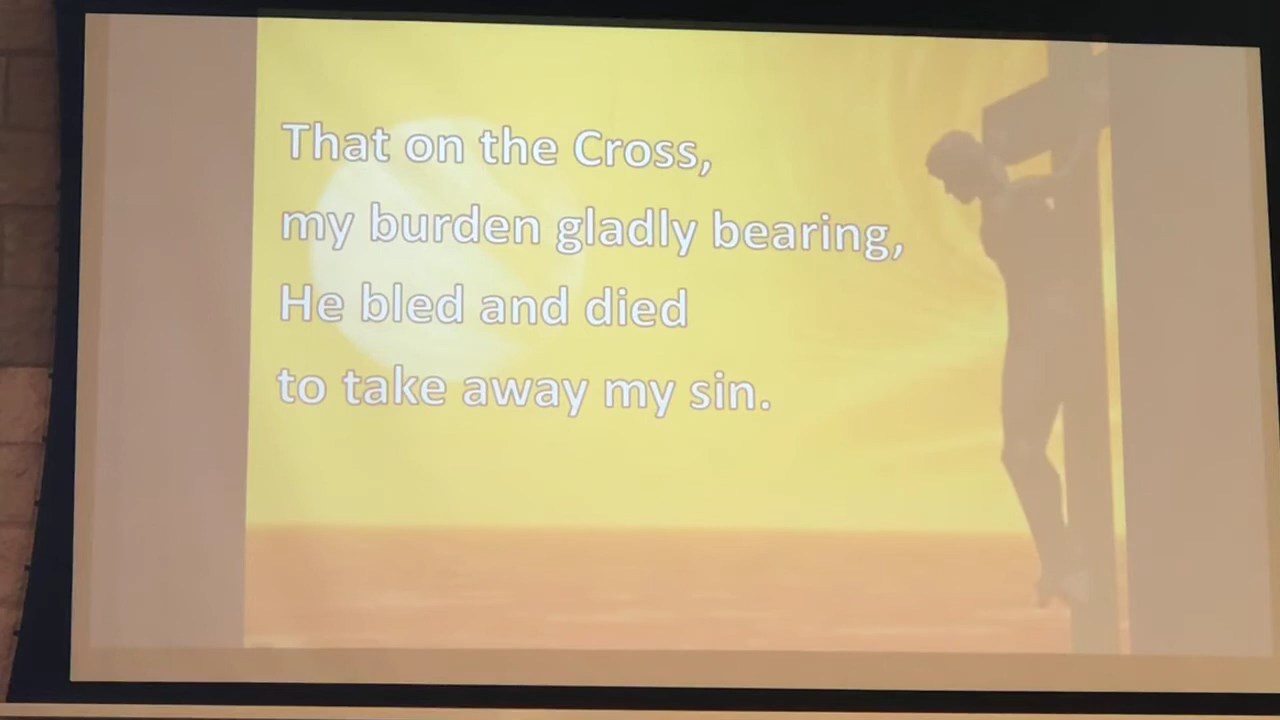 That on the Cross,
my burden gladly bearing,
He bled and died
to take away my sin.